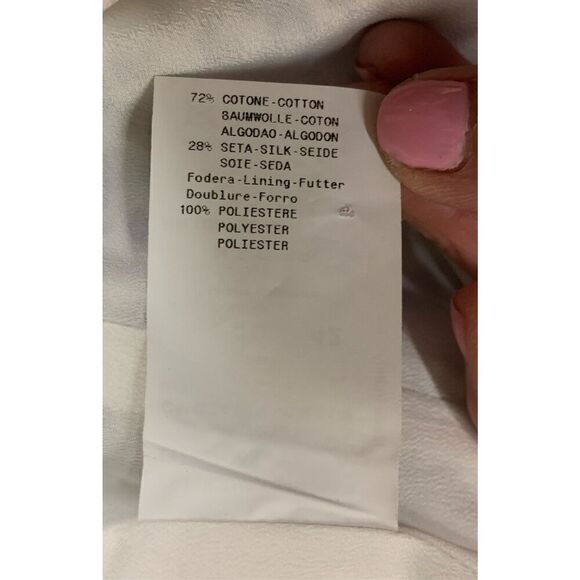 72% COTONE-COTTON
BAUMWOLLE-COTON
ALGODAO-ALGODON
28% SETA-SILK-SEIDE
SOIE-SEDA
Fodera-Lining-Futter
Doublure-Forro
100% POLIESTERE
POLYESTER
POLIESTER